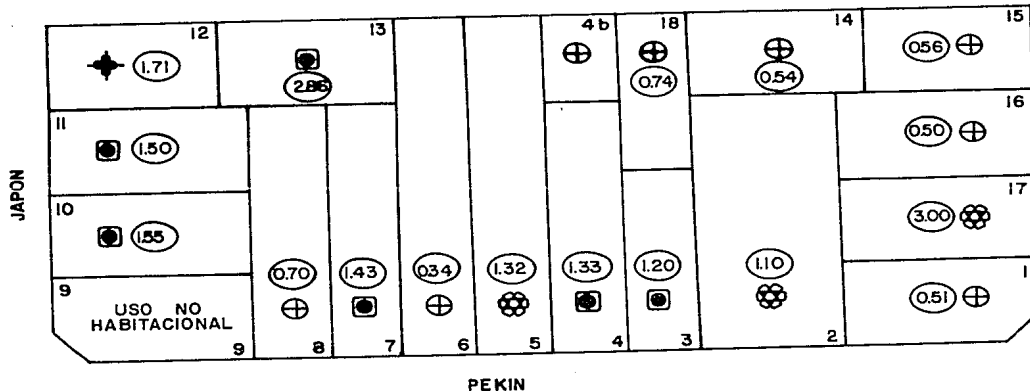 12 13 4b 18 14 15
1.71 2.86 0.74 0.54 0.56
11 16
1.50 0.50
JAPON
10 17
1.55 3.00
9 0.70 1.43 0.34 1.32 1.33 1.20 1.10 1
USO NO
HABITACIONAL
0.51
9 8 7 6 5 4 3 2
PEKIN